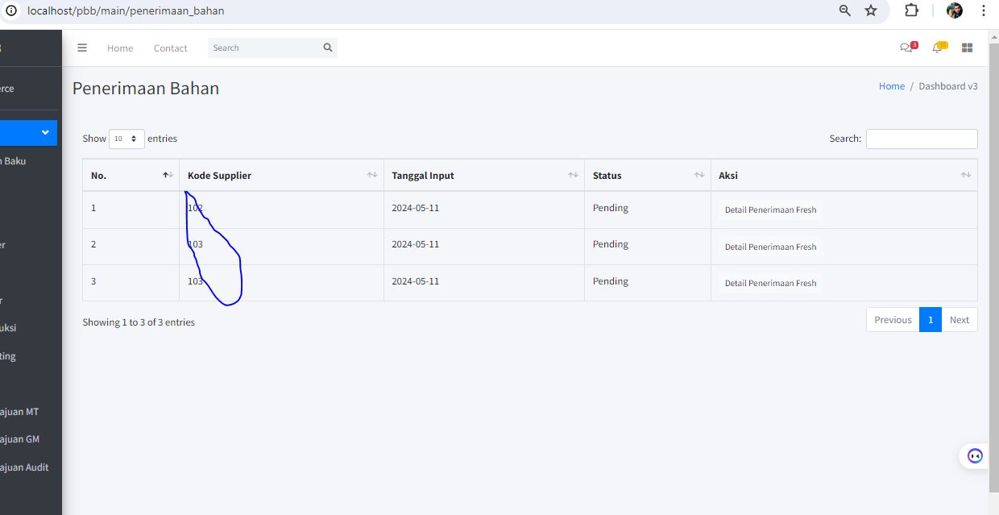 localhost/pbb/main/penerimaan_bahan
Home Contact Search 3 15
rce
Penerimaan Bahan
Home / Dashboard v3
Baku
Show 10 entries
Search:
No. Kode Supplier Tanggal Input Status Aksi
1 102 2024-05-11 Pending Detail Penerimaan Fresh
2 103 2024-05-11 Pending Detail Penerimaan Fresh
3 103 2024-05-11 Pending Detail Penerimaan Fresh
er
r
uksi
ting
ajuan MT
ajuan GM
ajuan Audit
Showing 1 to 3 of 3 entries
Previous 1 Next